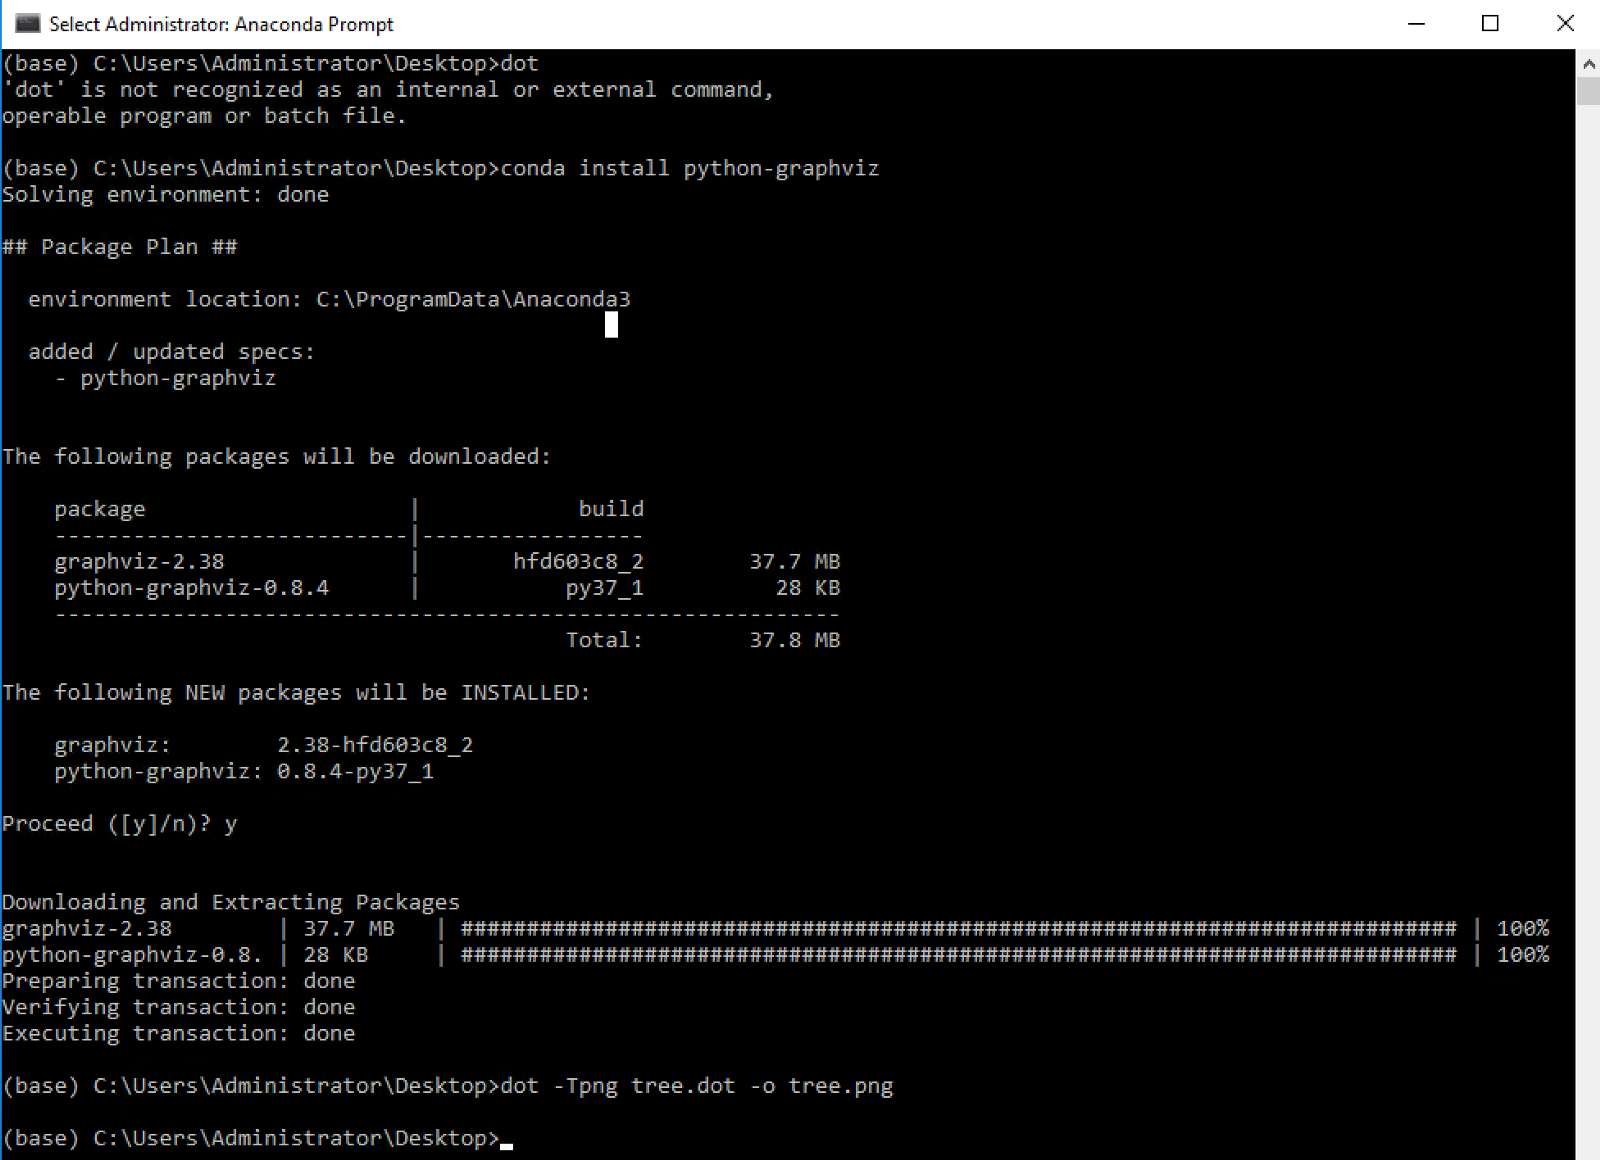 Select Administrator: Anaconda Prompt
(base) C:\Users\Administrator\Desktop>dot
'dot' is not recognized as an internal or external command,
operable program or batch file.
(base) C:\Users\Administrator\Desktop>conda install python-graphviz
Solving environment: done
## Package Plan ##
environment location: C:\ProgramData\Anaconda3
added / updated specs:
- python-graphviz
The following packages will be downloaded:
package | build
---------------------------|-----------------
graphviz-2.38 | hfd603c8_2 37.7 MB
python-graphviz-0.8.4 | py37_1 28 KB
------------------------------------------------------------
Total: 37.8 MB
The following NEW packages will be INSTALLED:
graphviz: 2.38-hfd603c8_2
python-graphviz: 0.8.4-py37_1
Proceed ([y]/n)? y
Downloading and Extracting Packages
graphviz-2.38 | 37.7 MB | ############################################################################ | 100%
python-graphviz-0.8. | 28 KB | ############################################################################ | 100%
Preparing transaction: done
Verifying transaction: done
Executing transaction: done
(base) C:\Users\Administrator\Desktop>dot -Tpng tree.dot -o tree.png
(base) C:\Users\Administrator\Desktop>